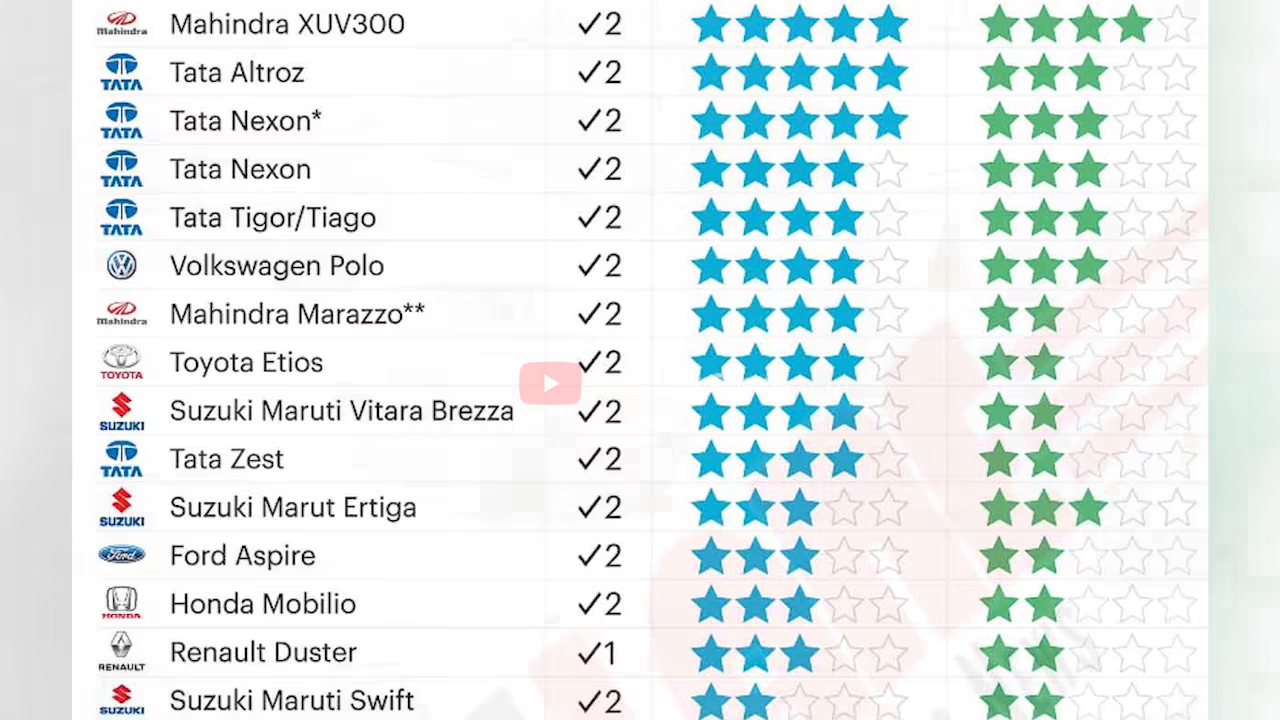 Mahindra Mahindra XUV300 ✓2
TATA Tata Altroz ✓2
TATA Tata Nexon* ✓2
TATA Tata Nexon ✓2
TATA Tata Tigor/Tiago ✓2
Volkswagen Polo ✓2
Mahindra Mahindra Marazzo** ✓2
TOYOTA Toyota Etios ✓2
SUZUKI Suzuki Maruti Vitara Brezza ✓2
TATA Tata Zest ✓2
SUZUKI Suzuki Marut Ertiga ✓2
Ford Ford Aspire ✓2
HONDA Honda Mobilio ✓2
RENAULT Renault Duster ✓1
SUZUKI Suzuki Maruti Swift ✓2